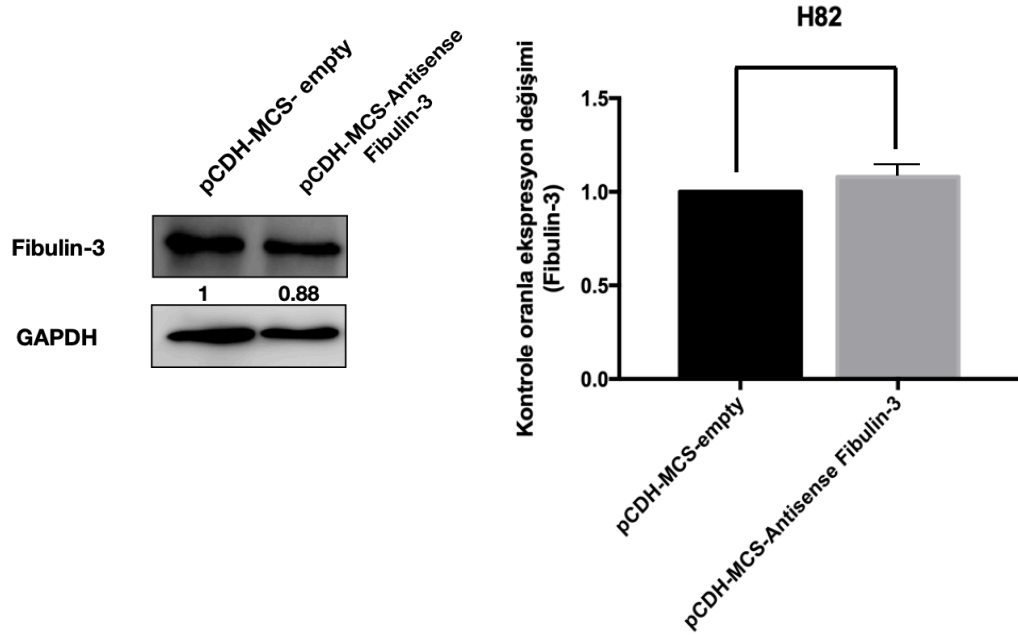 pCDH-MCS- empty
pCDH-MCS-Antisense
Fibulin-3
Fibulin-3
1 0.88
GAPDH
H82
Kontrole oranla ekspresyon değişimi
(Fibulin-3)
1.5
1.0
0.5
0.0
pCDH-MCS-empty
pCDH-MCS-Antisense Fibulin-3